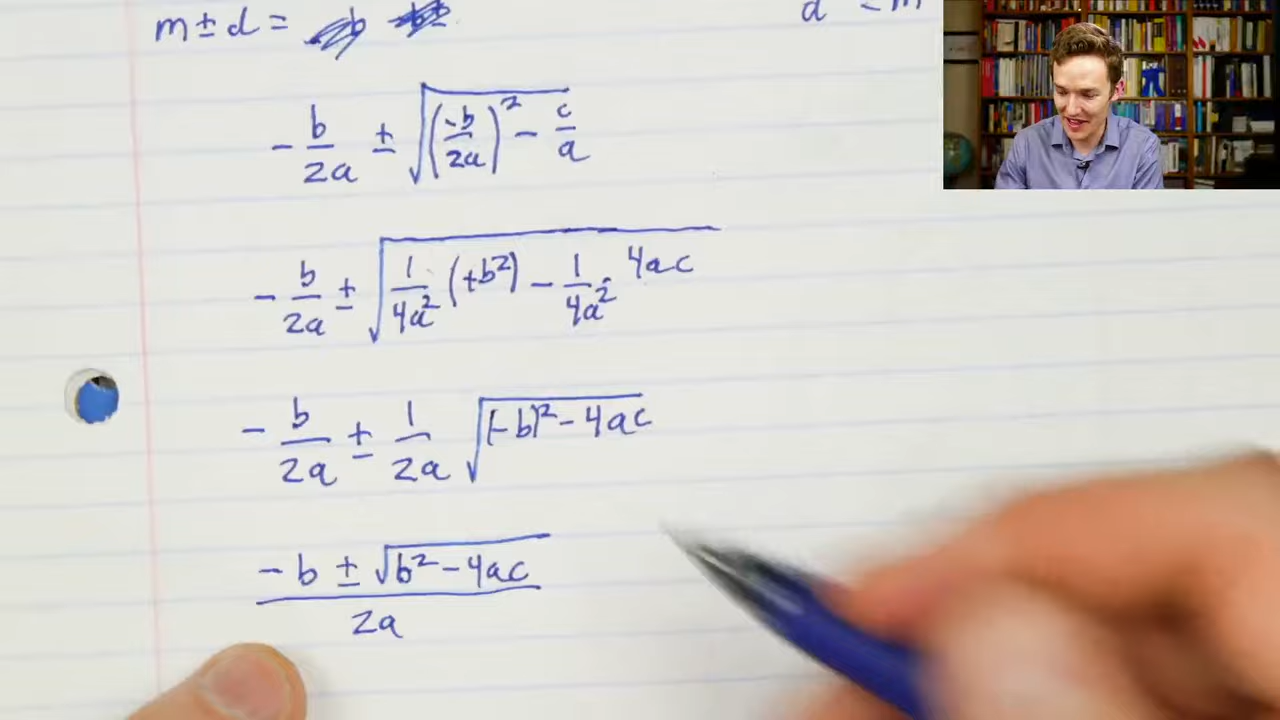 m ± d =
d
m
- b/2a ± √((-b/2a)² - c/a)
- b/2a ± √(1/4a² (+b²) - 1/4a² · 4ac)
- b/2a ± 1/2a √((-b)² - 4ac)
(-b ± √(b² - 4ac))/2a